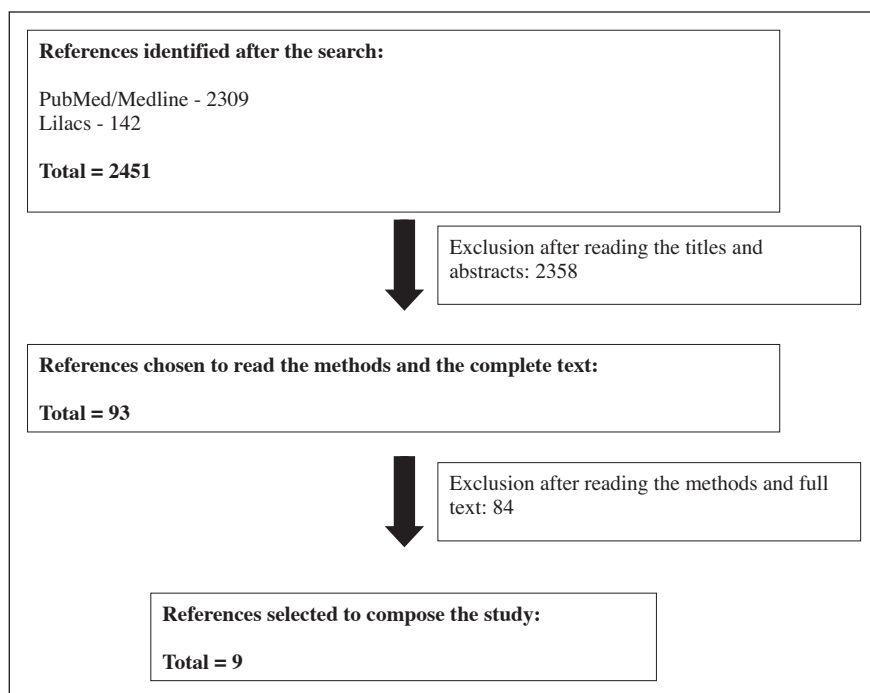 References identified after the search:
PubMed/Medline - 2309
Lilacs - 142
Total = 2451
Exclusion after reading the titles and
abstracts: 2358
References chosen to read the methods and the complete text:
Total = 93
Exclusion after reading the methods and full
text: 84
References selected to compose the study:
Total = 9